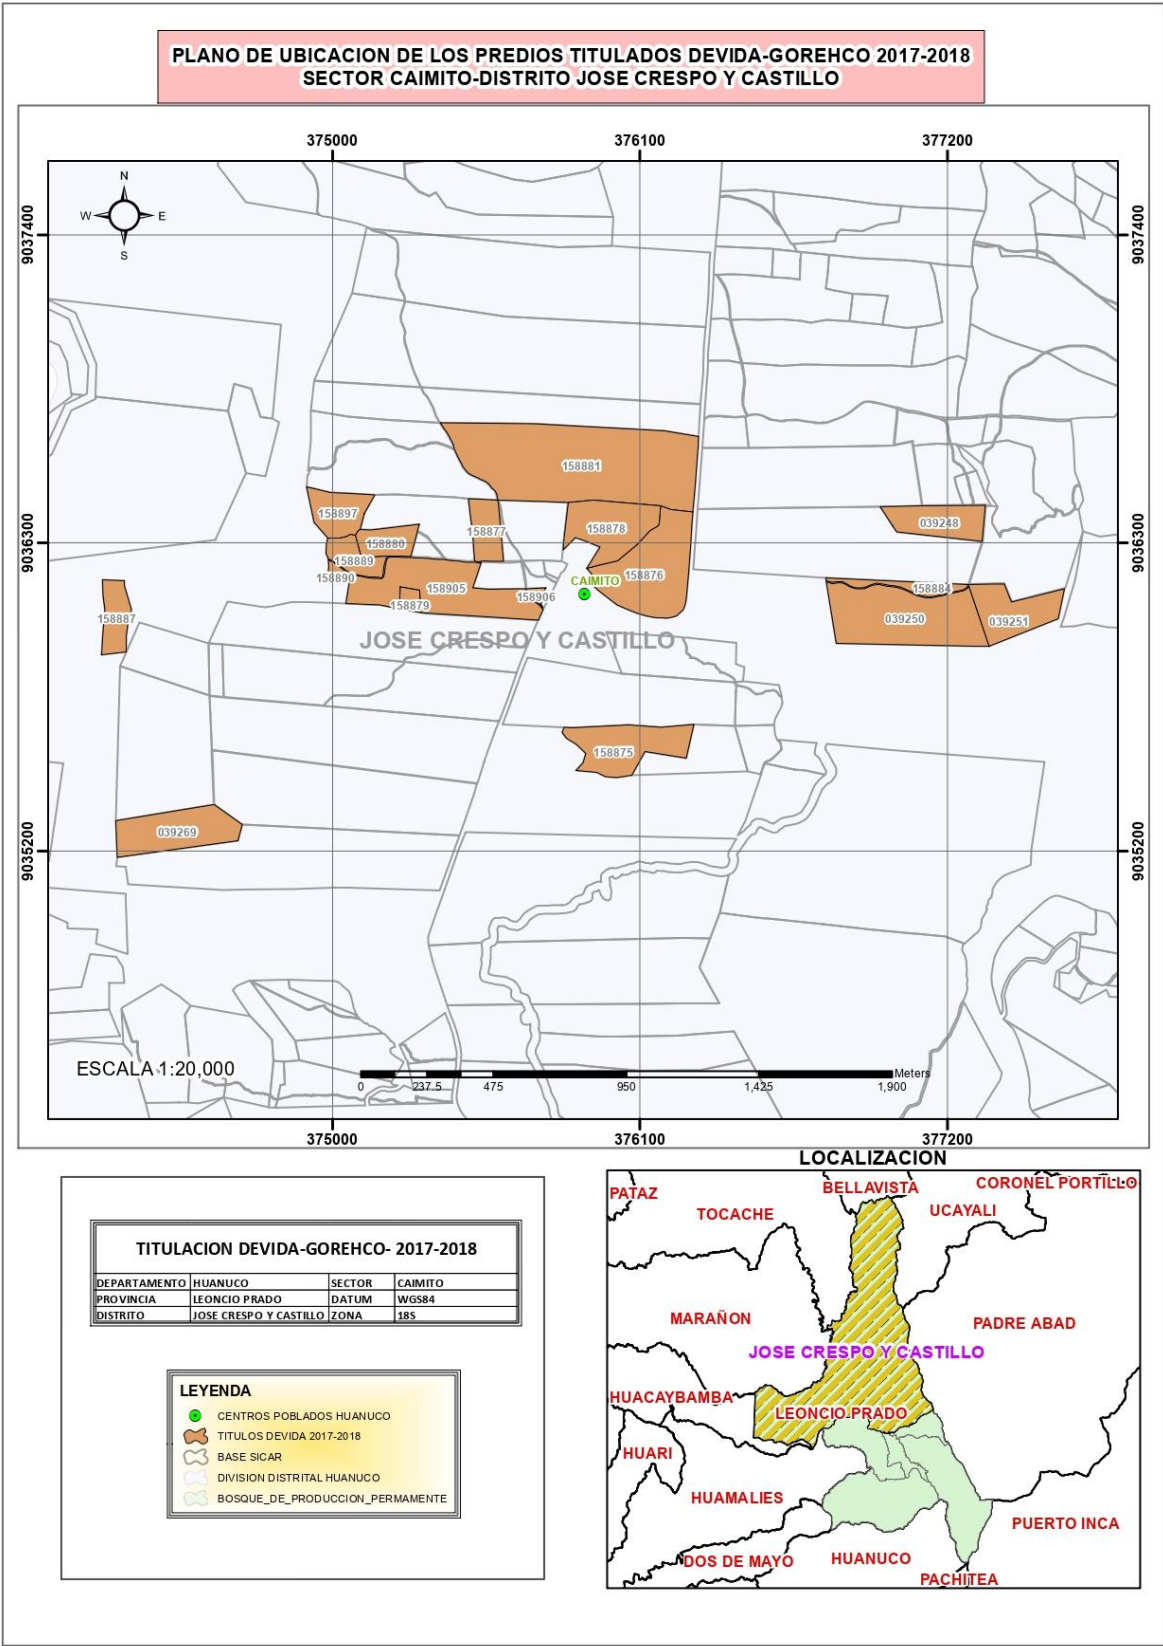 PLANO DE UBICACION DE LOS PREDIOS TITULADOS DEVIDA-GOREHCO 2017-2018
SECTOR CAIMITO-DISTRITO JOSE CRESPO Y CASTILLO
375000 376100 377200
N
W E
S
9037400 9037400
158881
158897
158877
158878
039248
158880
9036300 9036300
158889
158890
158876
CAIMITO
158905
158906
158884
158879
158887
039250
039251
JOSE CRESPO Y CASTILLO
158875
039269
9035200 9035200
ESCALA 1:20,000
Meters
0 237.5 475 950 1,425 1,900
375000 376100 377200
LOCALIZACION
PATAZ
BELLAVISTA
CORONEL PORTILLO
TOCACHE
UCAYALI
MARAÑON
PADRE ABAD
JOSE CRESPO Y CASTILLO
HUACAYBAMBA
LEONCIO PRADO
HUARI
HUAMALIES
PUERTO INCA
DOS DE MAYO
HUANUCO
PACHITEA
TITULACION DEVIDA-GOREHCO- 2017-2018
DEPARTAMENTO HUANUCO SECTOR CAIMITO
PROVINCIA LEONCIO PRADO DATUM WGS84
DISTRITO JOSE CRESPO Y CASTILLO ZONA 18S
LEYENDA
CENTROS POBLADOS HUANUCO
TITULOS DEVIDA 2017-2018
BASE SICAR
DIVISION DISTRITAL HUANUCO
BOSQUE_DE_PRODUCCION_PERMAMENTE